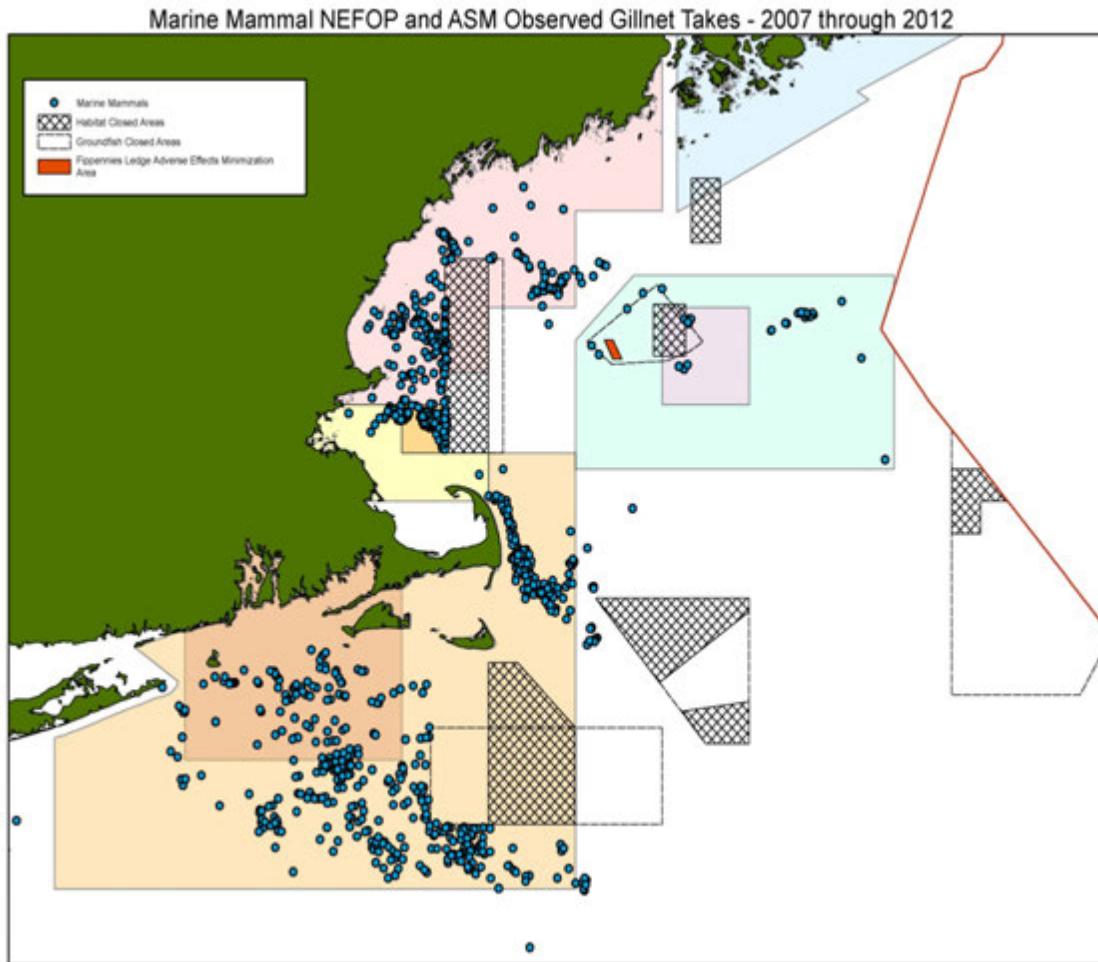 Marine Mammal NEFOP and ASM Observed Gillnet Takes - 2007 through 2012
Marine Mammals
Habitat Closed Areas
Groundfish Closed Areas
Fippennies Ledge Adverse Effects Minimization
Area